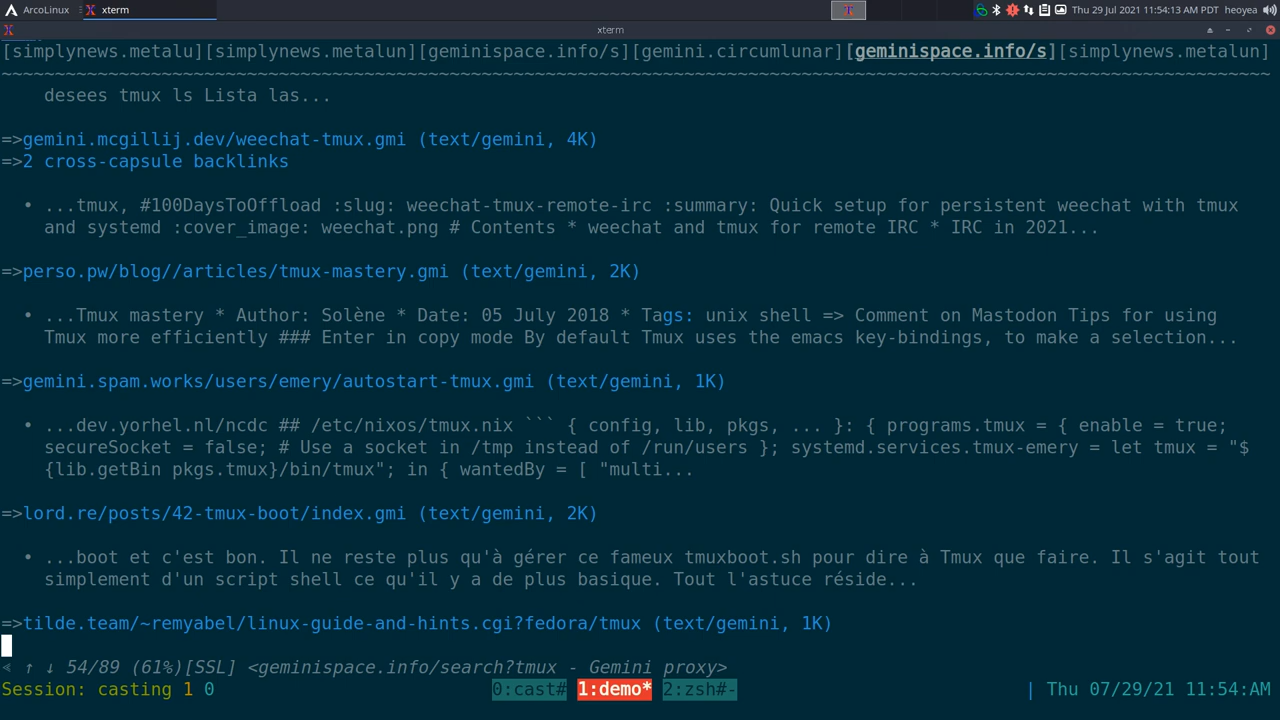 ArcoLinux xterm Thu 29 Jul 2021 11:54:13 AM PDT heoyea
xterm
[simplynews.metalu][simplynews.metalun][geminispace.info/s][gemini.circumlunar][geminispace.info/s][simplynews.metalun]
~~~~~~~~~~~~~~~~~~~~~~~~~~~~~~~~~~~~~~~~~~~~~~~~~~~~~~~~~~~~~~~~~~~~~~~~~~~~~~~~~~~~~~~~~~~~~~~~~~~~~~~~~~~~~~~~~~~~~~~
desees tmux ls Lista las...
=>gemini.mcgillij.dev/weechat-tmux.gmi (text/gemini, 4K)
=>2 cross-capsule backlinks
• ...tmux, #100DaysToOffload :slug: weechat-tmux-remote-irc :summary: Quick setup for persistent weechat with tmux
and systemd :cover_image: weechat.png # Contents * weechat and tmux for remote IRC * IRC in 2021...
=>perso.pw/blog//articles/tmux-mastery.gmi (text/gemini, 2K)
• ...Tmux mastery * Author: Solène * Date: 05 July 2018 * Tags: unix shell => Comment on Mastodon Tips for using
Tmux more efficiently ### Enter in copy mode By default Tmux uses the emacs key-bindings, to make a selection...
=>gemini.spam.works/users/emery/autostart-tmux.gmi (text/gemini, 1K)
• ...dev.yorhel.nl/ncdc ## /etc/nixos/tmux.nix ``` { config, lib, pkgs, ... }: { programs.tmux = { enable = true;
secureSocket = false; # Use a socket in /tmp instead of /run/users }; systemd.services.tmux-emery = let tmux = "$
{lib.getBin pkgs.tmux}/bin/tmux"; in { wantedBy = [ "multi...
=>lord.re/posts/42-tmux-boot/index.gmi (text/gemini, 2K)
• ...boot et c'est bon. Il ne reste plus qu'à gérer ce fameux tmuxboot.sh pour dire à Tmux que faire. Il s'agit tout
simplement d'un script shell ce qu'il y a de plus basique. Tout l'astuce réside...
=>tilde.team/~remyabel/linux-guide-and-hints.cgi?fedora/tmux (text/gemini, 1K)
⋖ ↑ ↓ 54/89 (61%)[SSL] <geminispace.info/search?tmux - Gemini proxy>
Session: casting 1 0 0:cast# 1:demo* 2:zsh#- | Thu 07/29/21 11:54:AM